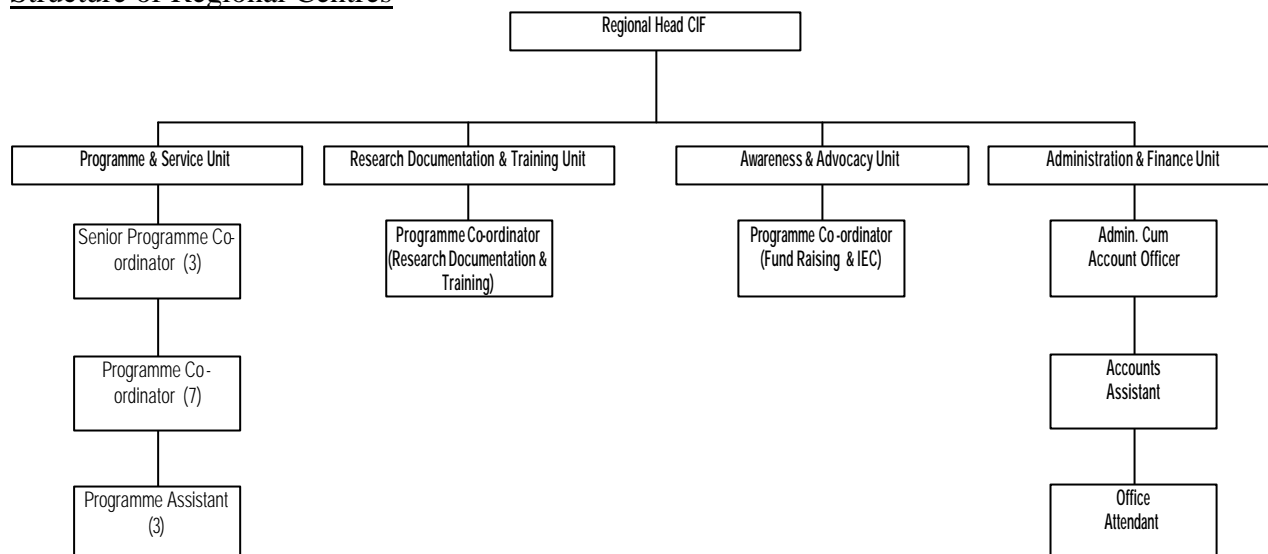 Structure of Regional Centres
Regional Head CIF
Programme & Service Unit
Research Documentation & Training Unit
Awareness & Advocacy Unit
Administration & Finance Unit
Senior Programme Co-
ordinator (3)
Programme Co-ordinator
(Research Documentation &
Training)
Programme Co-ordinator
(Fund Raising & IEC)
Admin. Cum
Account Officer
Programme Co-
ordinator (7)
Accounts
Assistant
Programme Assistant
(3)
Office
Attendant